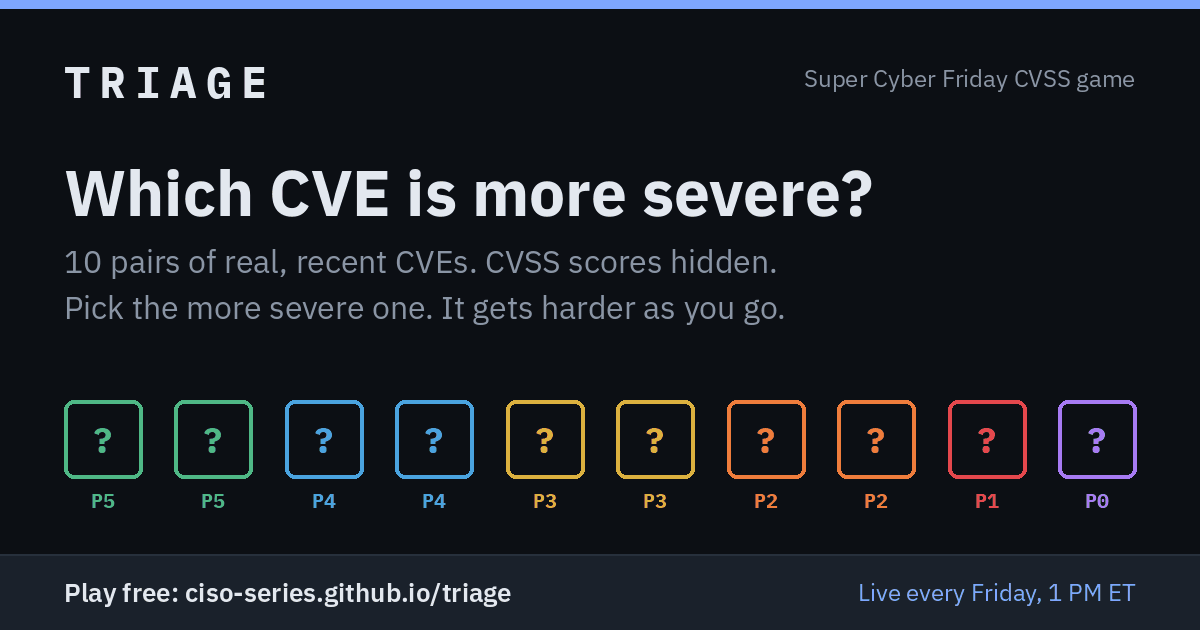 TRIAGE
Super Cyber Friday CVSS game
Which CVE is more severe?
10 pairs of real, recent CVEs. CVSS scores hidden.
Pick the more severe one. It gets harder as you go.
? ? ? ? ? ? ? ? ? ?
P5 P5 P4 P4 P3 P3 P2 P2 P1 P0
Play free: ciso-series.github.io/triage
Live every Friday, 1 PM ET